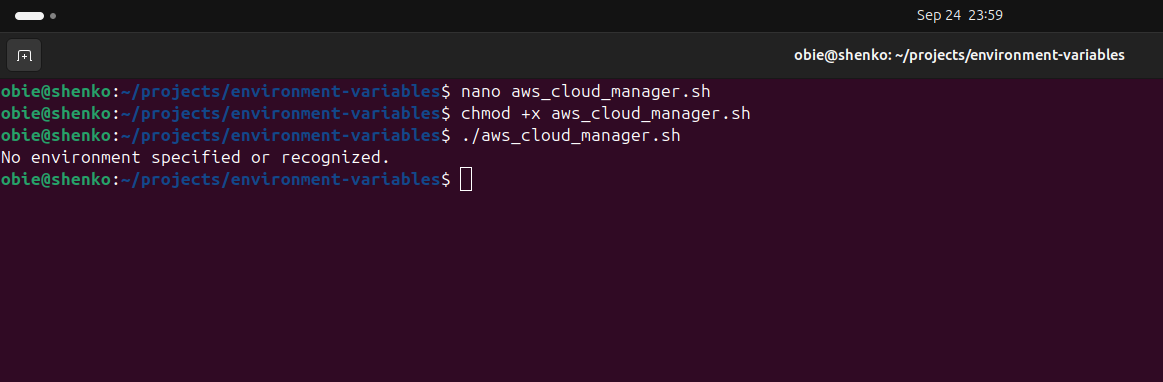 Sep 24 23:59
obie@shenko: ~/projects/environment-variables
obie@shenko:~/projects/environment-variables$ nano aws_cloud_manager.sh
obie@shenko:~/projects/environment-variables$ chmod +x aws_cloud_manager.sh
obie@shenko:~/projects/environment-variables$ ./aws_cloud_manager.sh
No environment specified or recognized.
obie@shenko:~/projects/environment-variables$